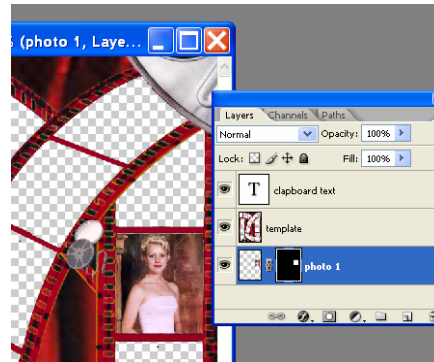 % (photo 1, Laye...
Layers Channels Paths
Normal Opacity: 100%
Lock: Fill: 100%
T clapboard text
template
photo 1